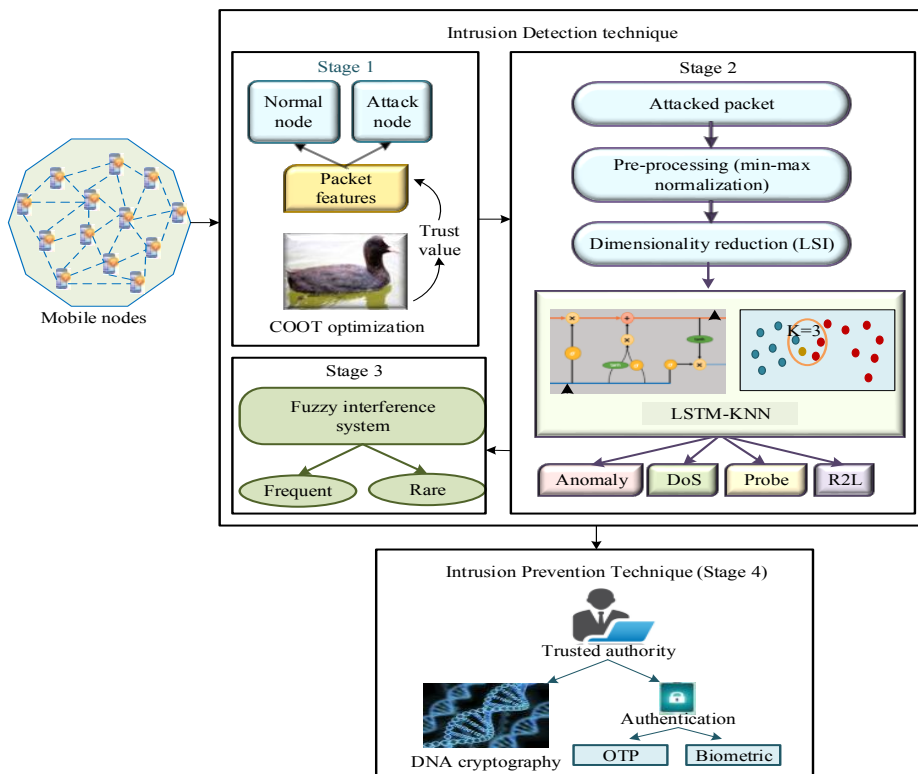 Intrusion Detection technique
Stage 1
Normal
node
Attack
node
Packet
features
Trust
value
COOT optimization
Mobile nodes
Stage 2
Attacked packet
Pre-processing (min-max
normalization)
Dimensionality reduction (LSI)
K=3
LSTM-KNN
Anomaly
DoS
Probe
R2L
Stage 3
Fuzzy interference
system
Frequent
Rare
Intrusion Prevention Technique (Stage 4)
Trusted authority
DNA cryptography
Authentication
OTP
Biometric